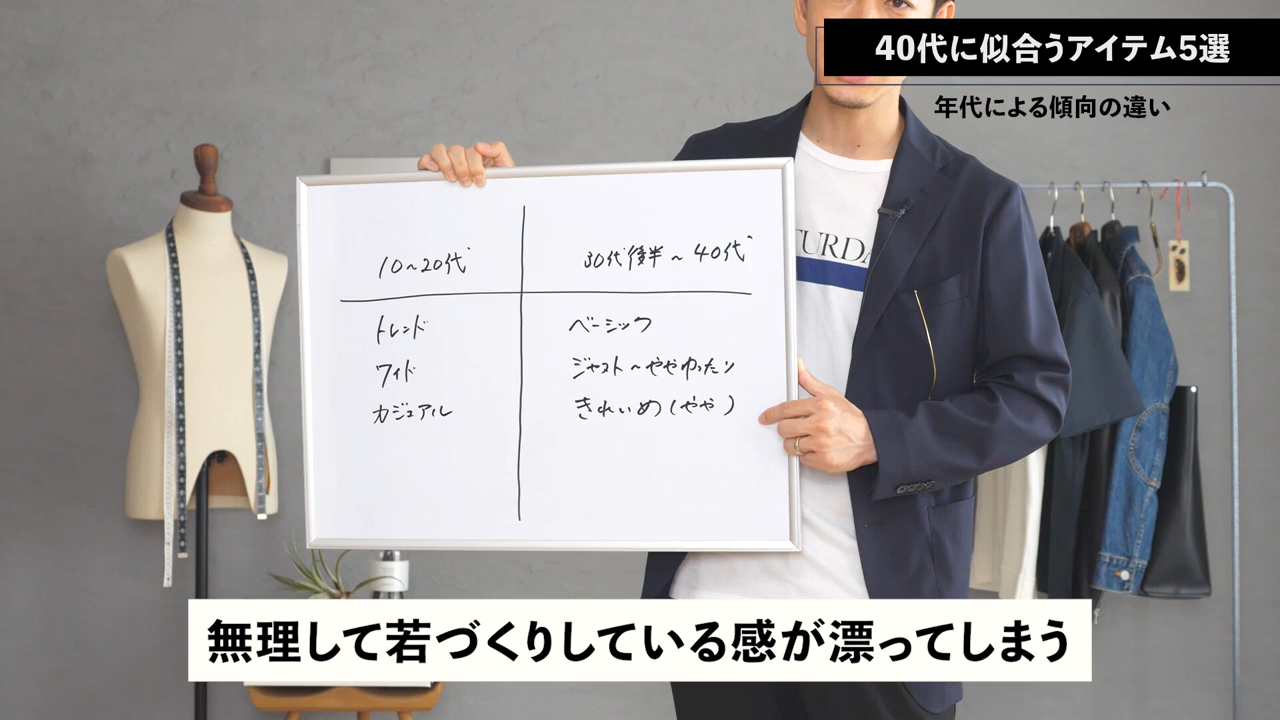 40代に似合うアイテム5選
年代による傾向の違い
10~20代
30代後半~40代
トレンド
ベーシック
ワイド
ジャスト~ややゆったり
カジュアル
きれいめ(やや)
TURDA
無理して若づくりしている感が漂ってしまう